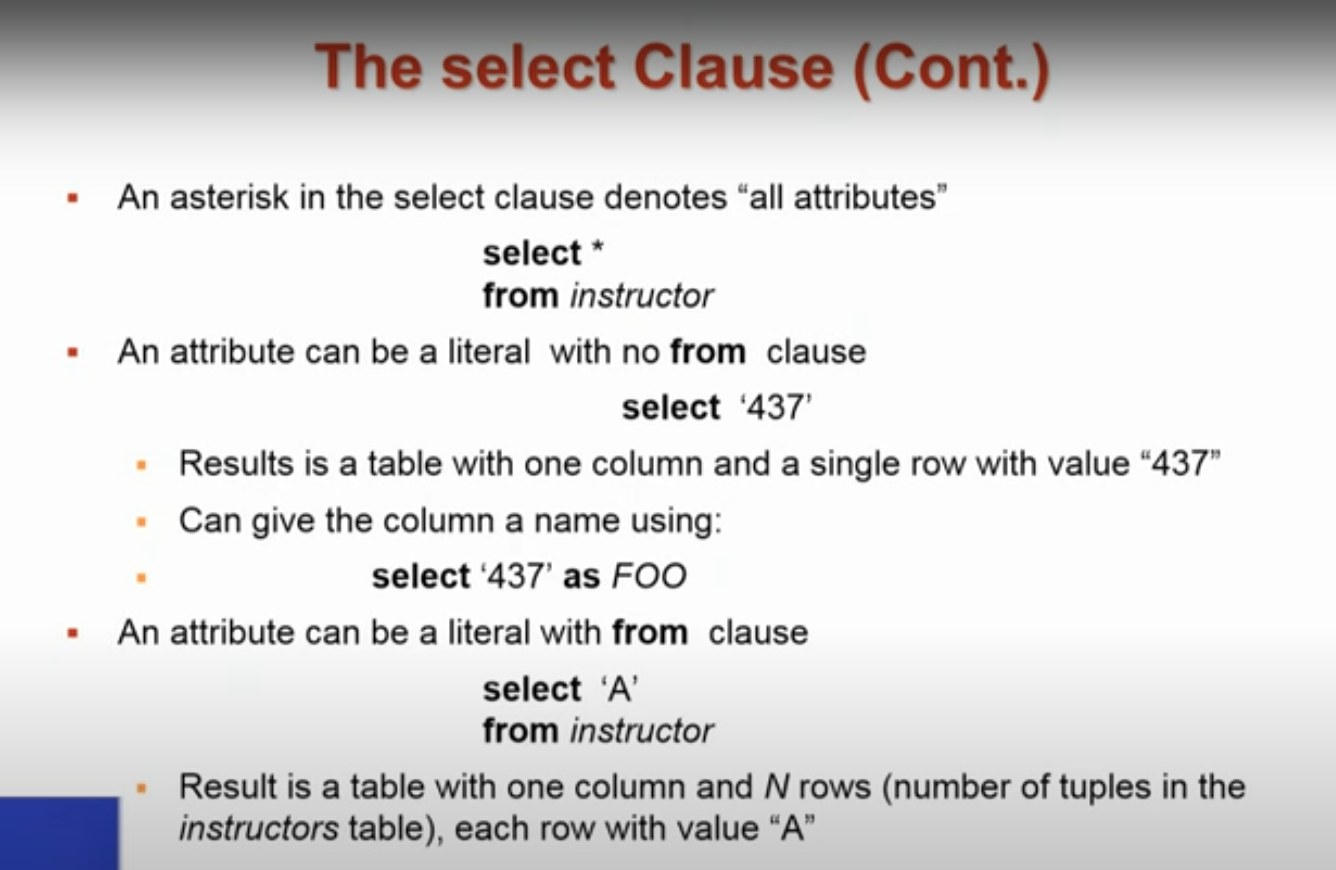 The select Clause (Cont.)
An asterisk in the select clause denotes “all attributes”
select *
from instructor
An attribute can be a literal with no from clause
select ‘437’
Results is a table with one column and a single row with value “437”
Can give the column a name using:
select ‘437’ as FOO
An attribute can be a literal with from clause
select ‘A’
from instructor
Result is a table with one column and N rows (number of tuples in the
instructors table), each row with value “A”